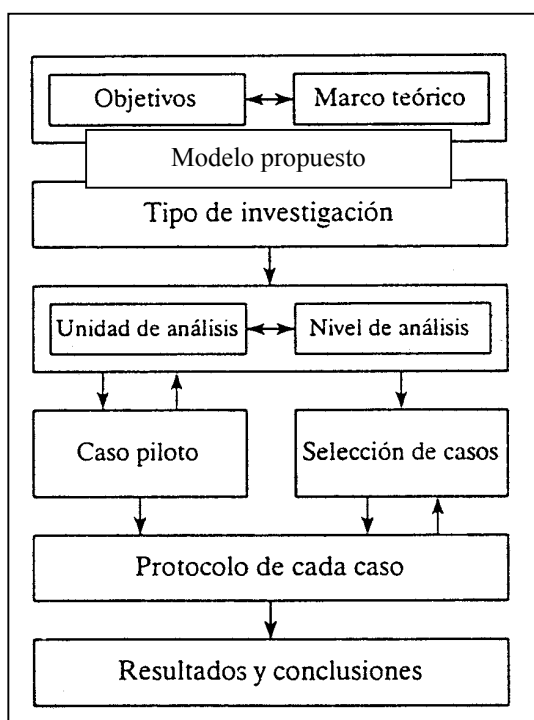 Objetivos
Marco teórico
Modelo propuesto
Tipo de investigación
Unidad de análisis
Nivel de análisis
Caso piloto
Selección de casos
Protocolo de cada caso
Resultados y conclusiones